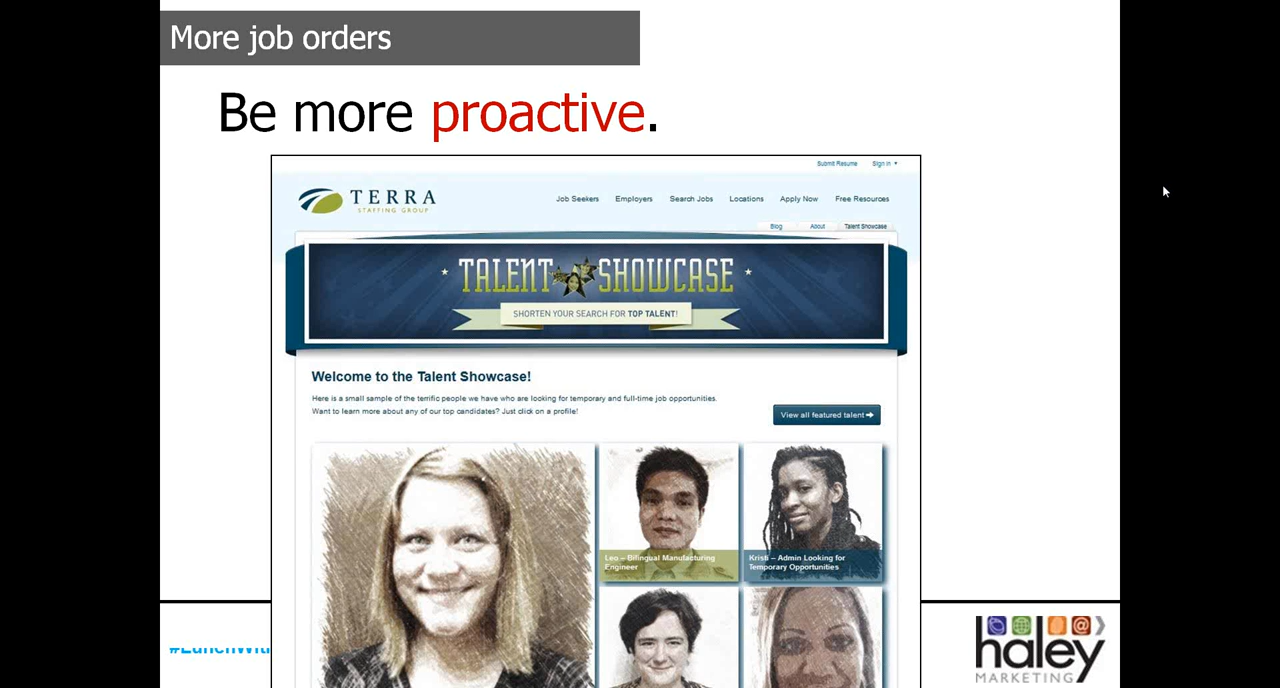 More job orders
Be more proactive.
Submit Resume Sign in
TERRA
STAFFING GROUP
Job Seekers Employers Search Jobs Locations Apply Now Free Resources
Blog About Talent Showcase
TALENT SHOWCASE
SHORTEN YOUR SEARCH FOR TOP TALENT!
Welcome to the Talent Showcase!
Here is a small sample of the terrific people we have who are looking for temporary and full-time job opportunities.
Want to learn more about any of our top candidates? Just click on a profile!
View all featured talent
Leo – Bilingual Manufacturing
Engineer
Kristi – Admin Looking for
Temporary Opportunities
haley
MARKETING